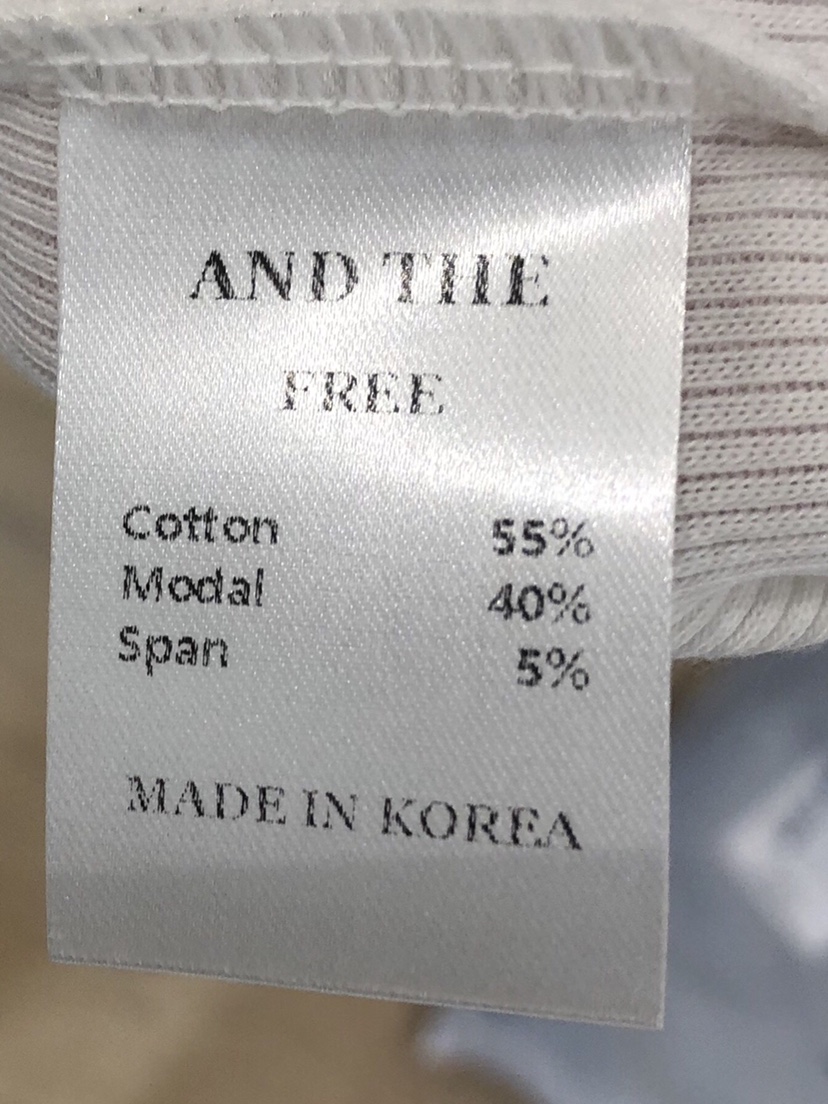 AND THE
FREE
Cotton 55%
Modal 40%
Span 5%
MADE IN KOREA